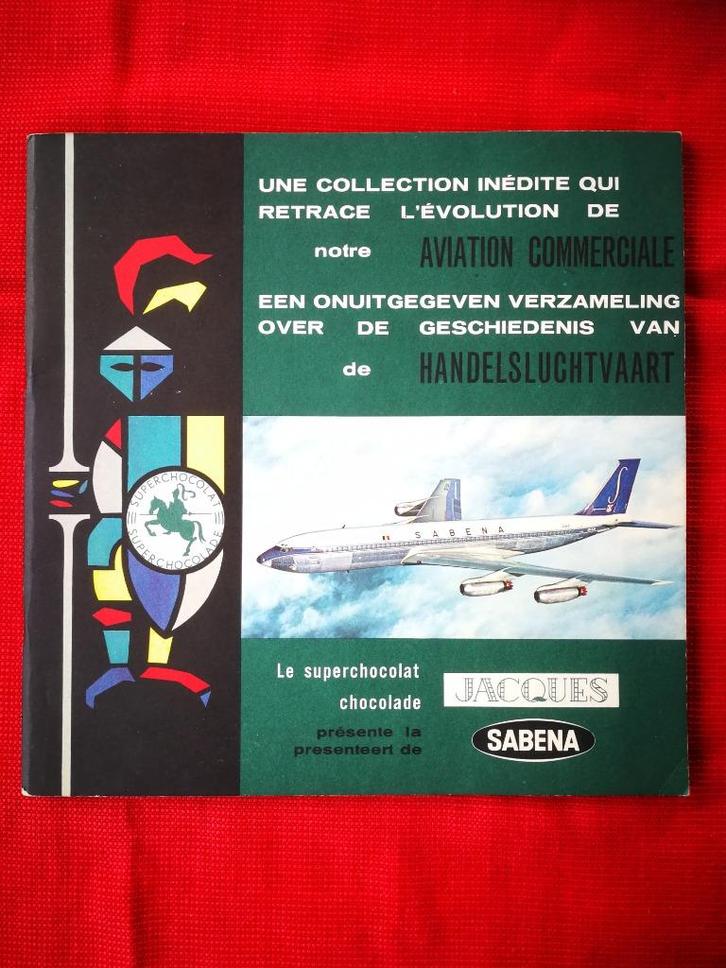 UNE COLLECTION INÉDITE QUI
RETRACE L'ÉVOLUTION DE
notre AVIATION COMMERCIALE
EEN ONUITGEGEVEN VERZAMELING
OVER DE GESCHIEDENIS VAN
de HANDELSLUCHTVAART
SUPERCHOCOLAT
SUPERCHOCOLADE
SABENA
S
Le superchocolat
chocolade
JACQUES
présente la
presenteert de
SABENA